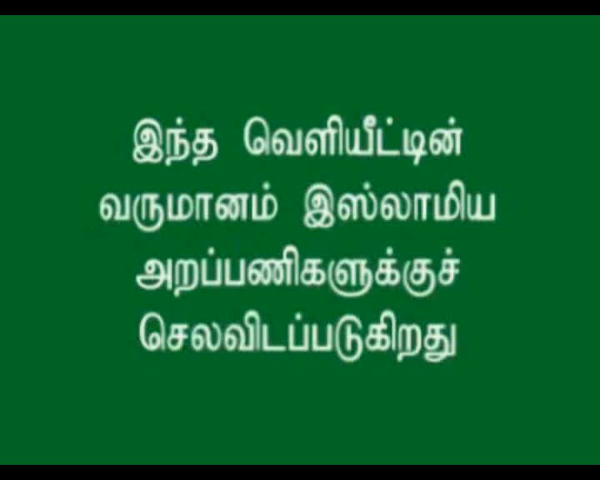 இந்த வெளியீட்டின்
வருமானம் இஸ்லாமிய
அறப்பணிகளுக்குச்
செலவிடப்படுகிறது